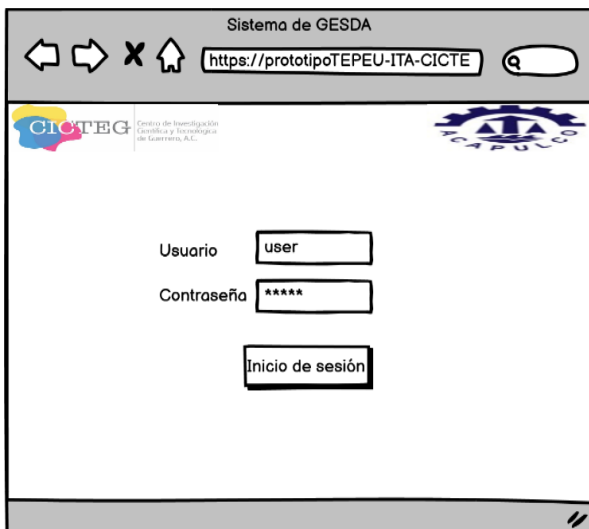 Sistema de GESDA
https://prototipoTEPEU-ITA-CICTE
CICTEG
Centro de Investigación
Científica y Tecnológica
de Guerrero, A.C.
ITA
ACAPULCO
Usuario
user
Contraseña
*****
Inicio de sesión